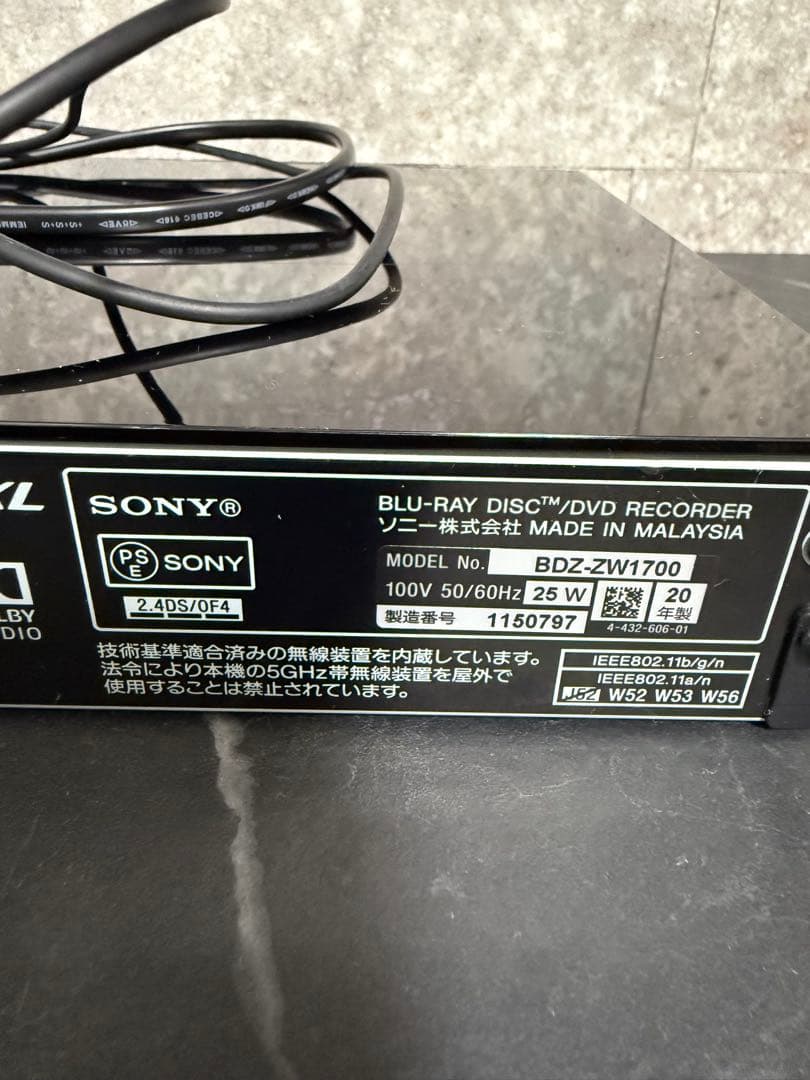 SONY®
BLU-RAY DISC™/DVD RECORDER
ソニー株式会社 MADE IN MALAYSIA
PS
E
SONY
2.4DS/OF4
MODEL No. BDZ-ZW1700
100V 50/60Hz 25 W
20
年製
製造番号 1150797
4-432-606-01
技術基準適合済みの無線装置を内蔵しています。
法令により本機の5GHz帯無線装置を屋外で
使用することは禁止されています。
IEEE802.11b/g/n
IEEE802.11a/n
J52 W52 W53 W56